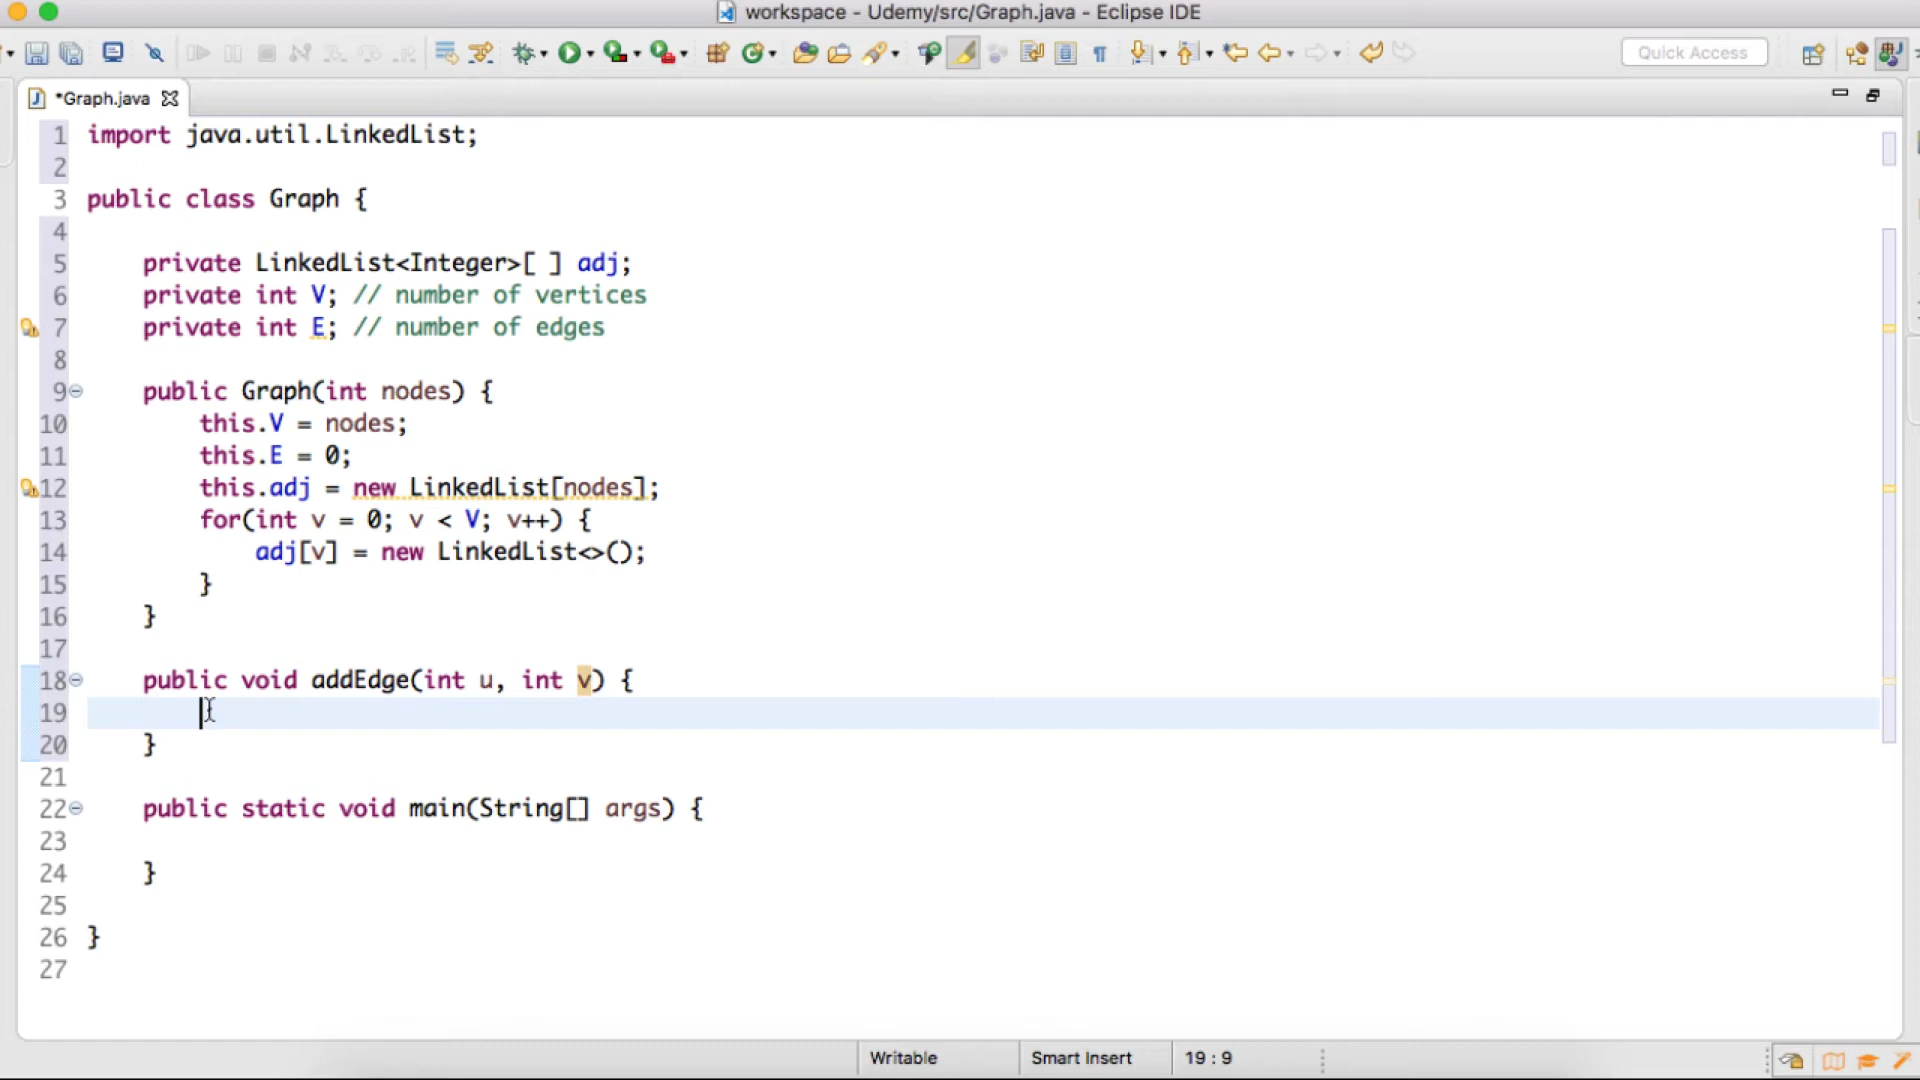 workspace - Udemy/src/Graph.java - Eclipse IDE
Quick Access
*Graph.java
1 import java.util.LinkedList;
2
3 public class Graph {
4
5 private LinkedList<Integer>[ ] adj;
6 private int V; // number of vertices
7 private int E; // number of edges
8
9 public Graph(int nodes) {
10 this.V = nodes;
11 this.E = 0;
12 this.adj = new LinkedList[nodes];
13 for(int v = 0; v < V; v++) {
14 adj[v] = new LinkedList<>();
15 }
16 }
17
18 public void addEdge(int u, int v) {
19
20 }
21
22 public static void main(String[] args) {
23
24 }
25
26 }
27
Writable Smart Insert 19 : 9